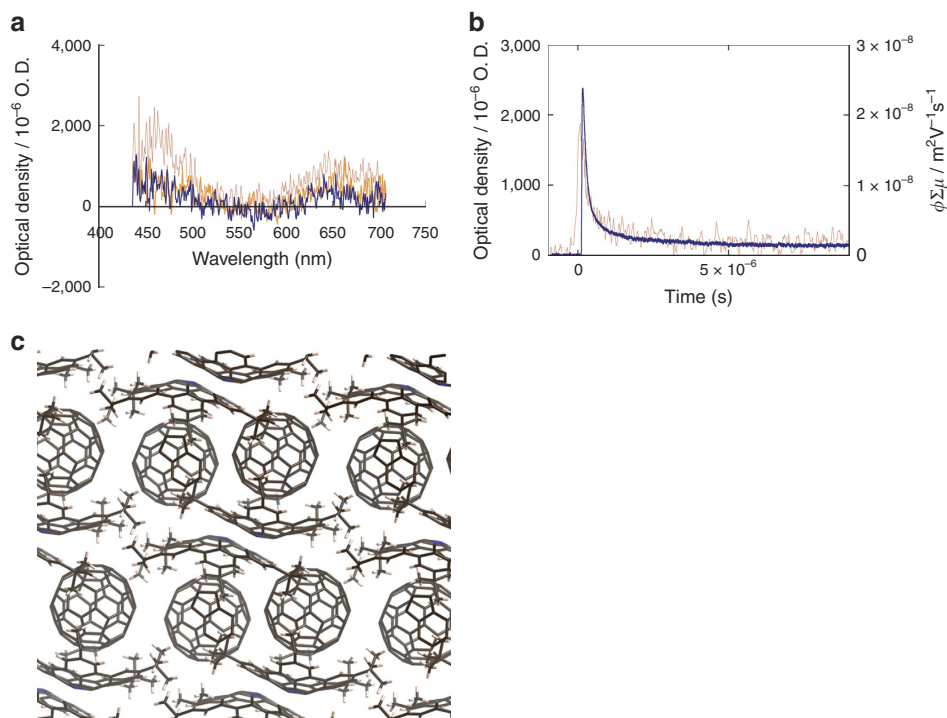 a
4,000
2,000
0
−2,000
Optical density / 10⁻⁶ O. D.
400 450 500 550 600 650 700 750
Wavelength (nm)
b
3,000
2,000
1,000
0
Optical density / 10⁻⁶ O. D.
3 × 10⁻⁸
2 × 10⁻⁸
1 × 10⁻⁸
0
ϕΣμ / m²V⁻¹s⁻¹
0 5 × 10⁻⁶
Time (s)
c